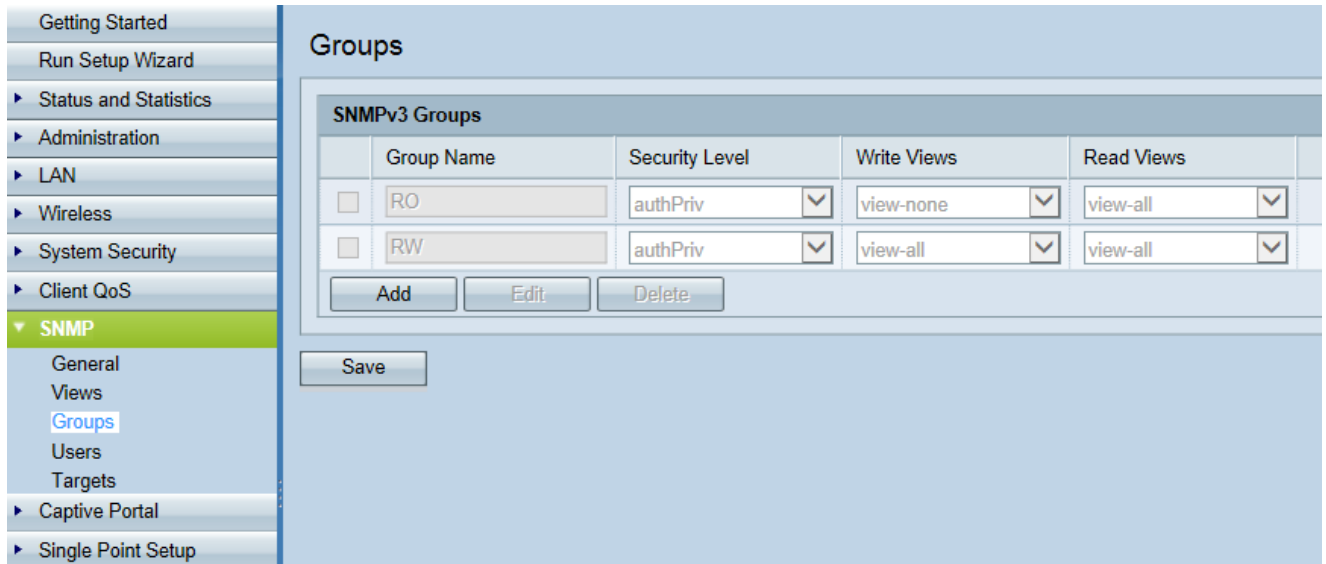 Getting Started
Run Setup Wizard
Status and Statistics
Administration
LAN
Wireless
System Security
Client QoS
SNMP
General
Views
Groups
Users
Targets
Captive Portal
Single Point Setup
Groups
SNMPv3 Groups
Group Name Security Level Write Views Read Views
RO authPriv view-none view-all
RW authPriv view-all view-all
Add Edit Delete
Save